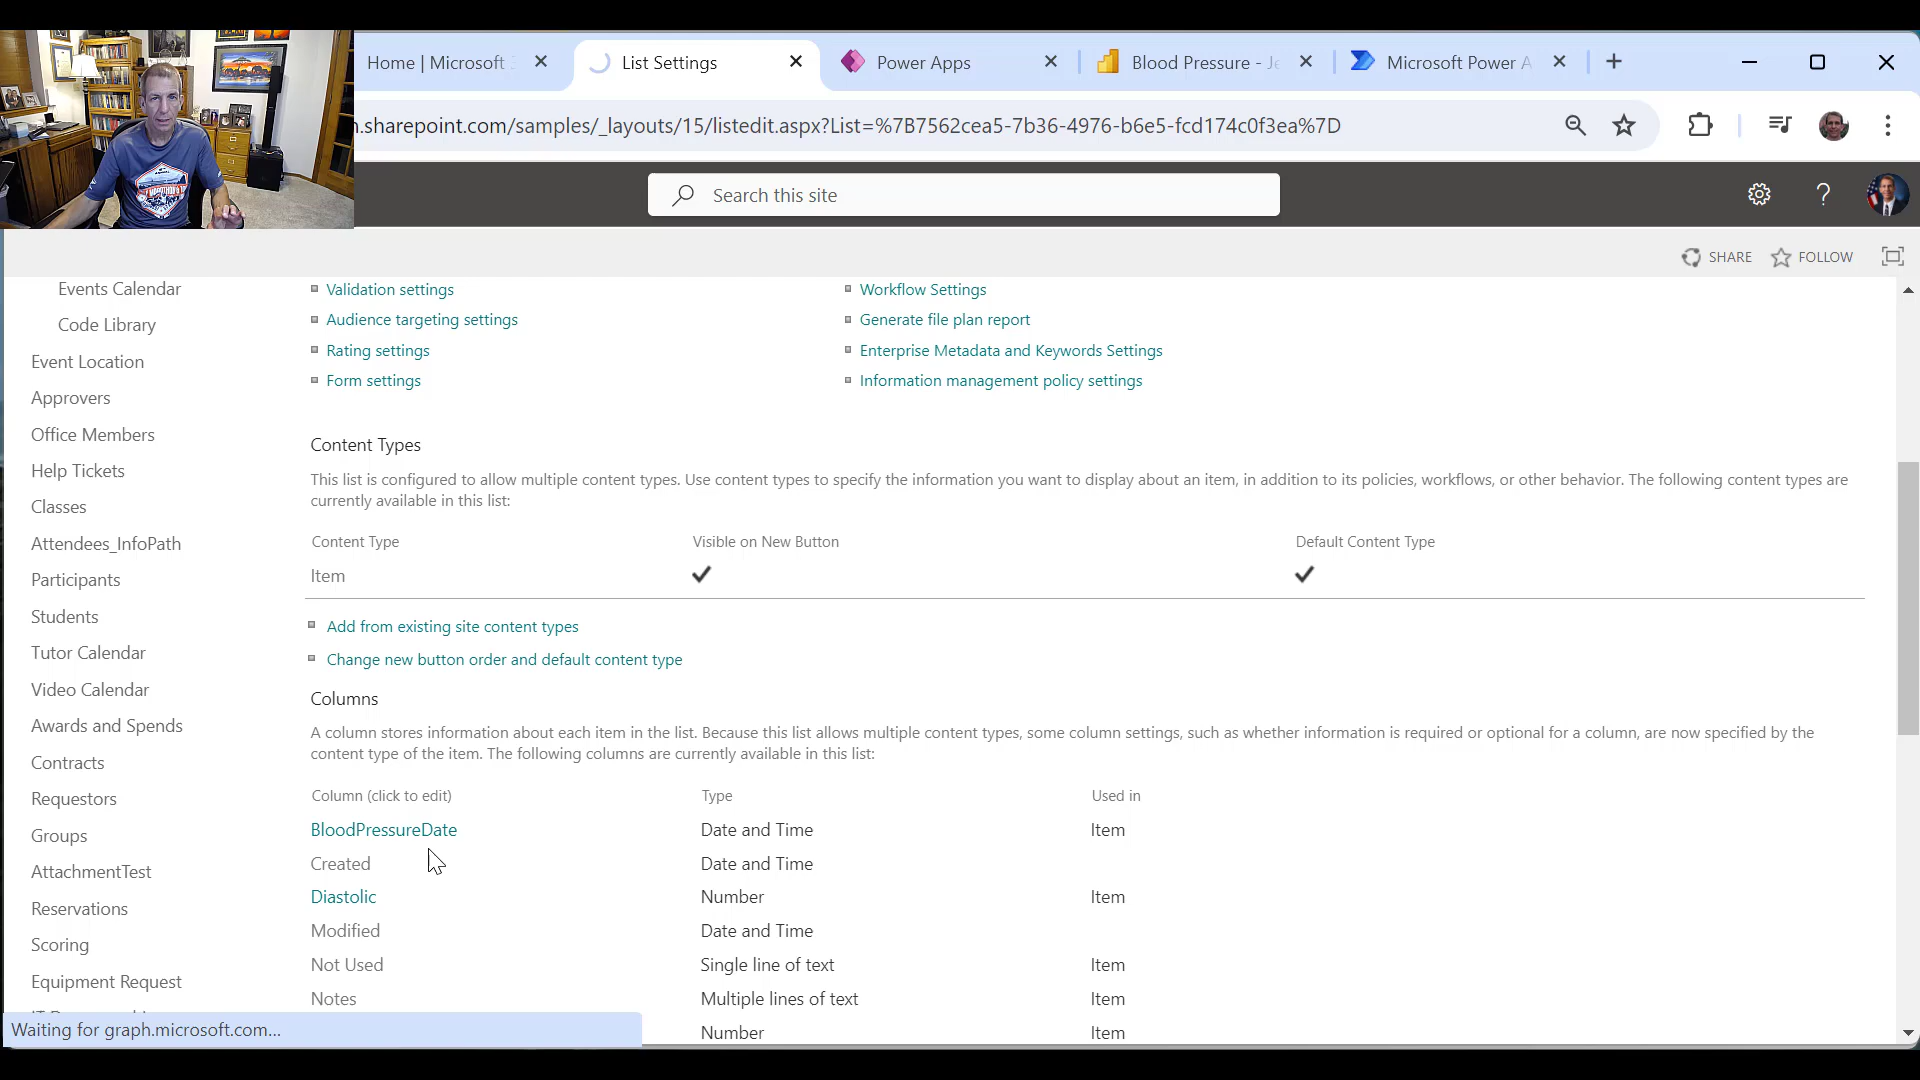 Home | Microsoft
List Settings
Power Apps
Blood Pressure - Je
Microsoft Power A
.sharepoint.com/samples/_layouts/15/listedit.aspx?List=%7B7562cea5-7b36-4976-b6e5-fcd174c0f3ea%7D
Search this site
SHARE
FOLLOW
Events Calendar
Code Library
Event Location
Approvers
Office Members
Help Tickets
Classes
Attendees_InfoPath
Participants
Students
Tutor Calendar
Video Calendar
Awards and Spends
Contracts
Requestors
Groups
AttachmentTest
Reservations
Scoring
Equipment Request
Validation settings
Audience targeting settings
Rating settings
Form settings
Workflow Settings
Generate file plan report
Enterprise Metadata and Keywords Settings
Information management policy settings
Content Types
This list is configured to allow multiple content types. Use content types to specify the information you want to display about an item, in addition to its policies, workflows, or other behavior. The following content types are
currently available in this list:
Content Type Visible on New Button Default Content Type
Item
Add from existing site content types
Change new button order and default content type
Columns
A column stores information about each item in the list. Because this list allows multiple content types, some column settings, such as whether information is required or optional for a column, are now specified by the
content type of the item. The following columns are currently available in this list:
Column (click to edit) Type Used in
BloodPressureDate Date and Time Item
Created Date and Time
Diastolic Number Item
Modified Date and Time
Not Used Single line of text Item
Notes Multiple lines of text Item
Number Item
Waiting for graph.microsoft.com...